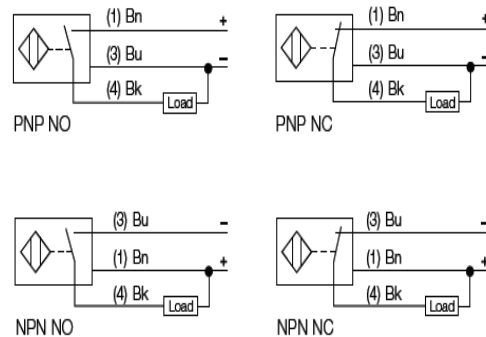 (1) Bn +
(3) Bu −
(4) Bk
Load
PNP NO
(1) Bn +
(3) Bu −
(4) Bk
Load
PNP NC
(3) Bu −
(1) Bn +
(4) Bk
Load
NPN NO
(3) Bu −
(1) Bn +
(4) Bk
Load
NPN NC